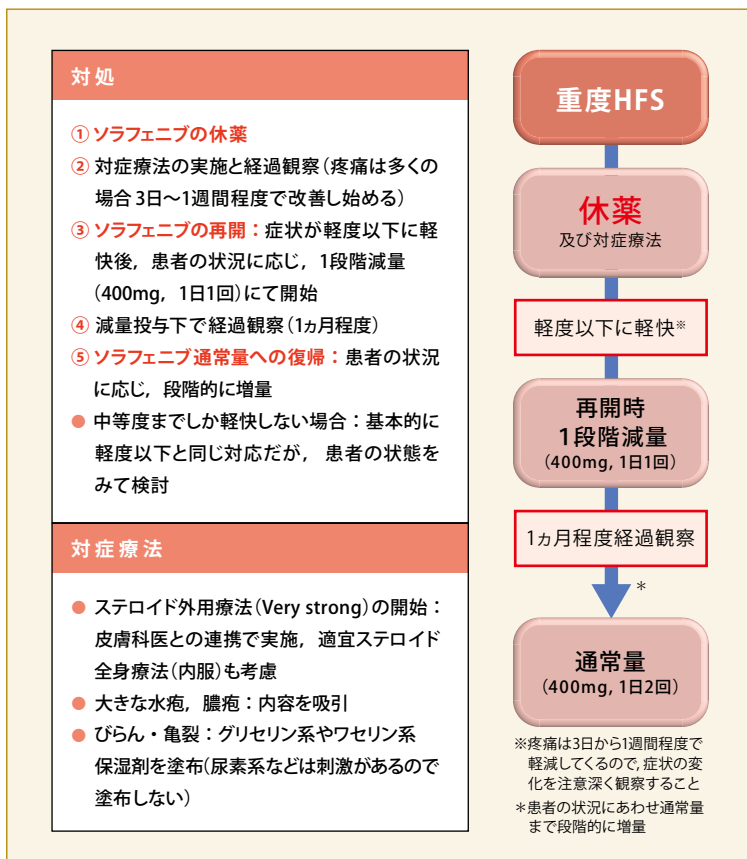 対処
① ソラフェニブの休薬
② 対症療法の実施と経過観察（疼痛は多くの
場合 3日～1週間程度で改善し始める）
③ ソラフェニブの再開：症状が軽度以下に軽
快後，患者の状況に応じ，1段階減量
（400mg，1日1回）にて開始
④ 減量投与下で経過観察（1ヵ月程度）
⑤ ソラフェニブ通常量への復帰：患者の状況
に応じ，段階的に増量
● 中等度までしか軽快しない場合：基本的に
軽度以下と同じ対応だが， 患者の状態を
みて検討
対症療法
● ステロイド外用療法（Very strong）の開始：
皮膚科医との連携で実施，適宜ステロイド
全身療法（内服）も考慮
● 大きな水疱，膿疱：内容を吸引
● びらん・亀裂：グリセリン系やワセリン系
保湿剤を塗布（尿素系などは刺激があるので
塗布しない）
重度HFS
休薬
及び対症療法
軽度以下に軽快※
再開時
1段階減量
（400mg, 1日1回）
1ヵ月程度経過観察
＊
通常量
（400mg, 1日2回）
※疼痛は3日から1週間程度で
軽減してくるので, 症状の変
化を注意深く観察すること
＊患者の状況にあわせ通常量
まで段階的に増量